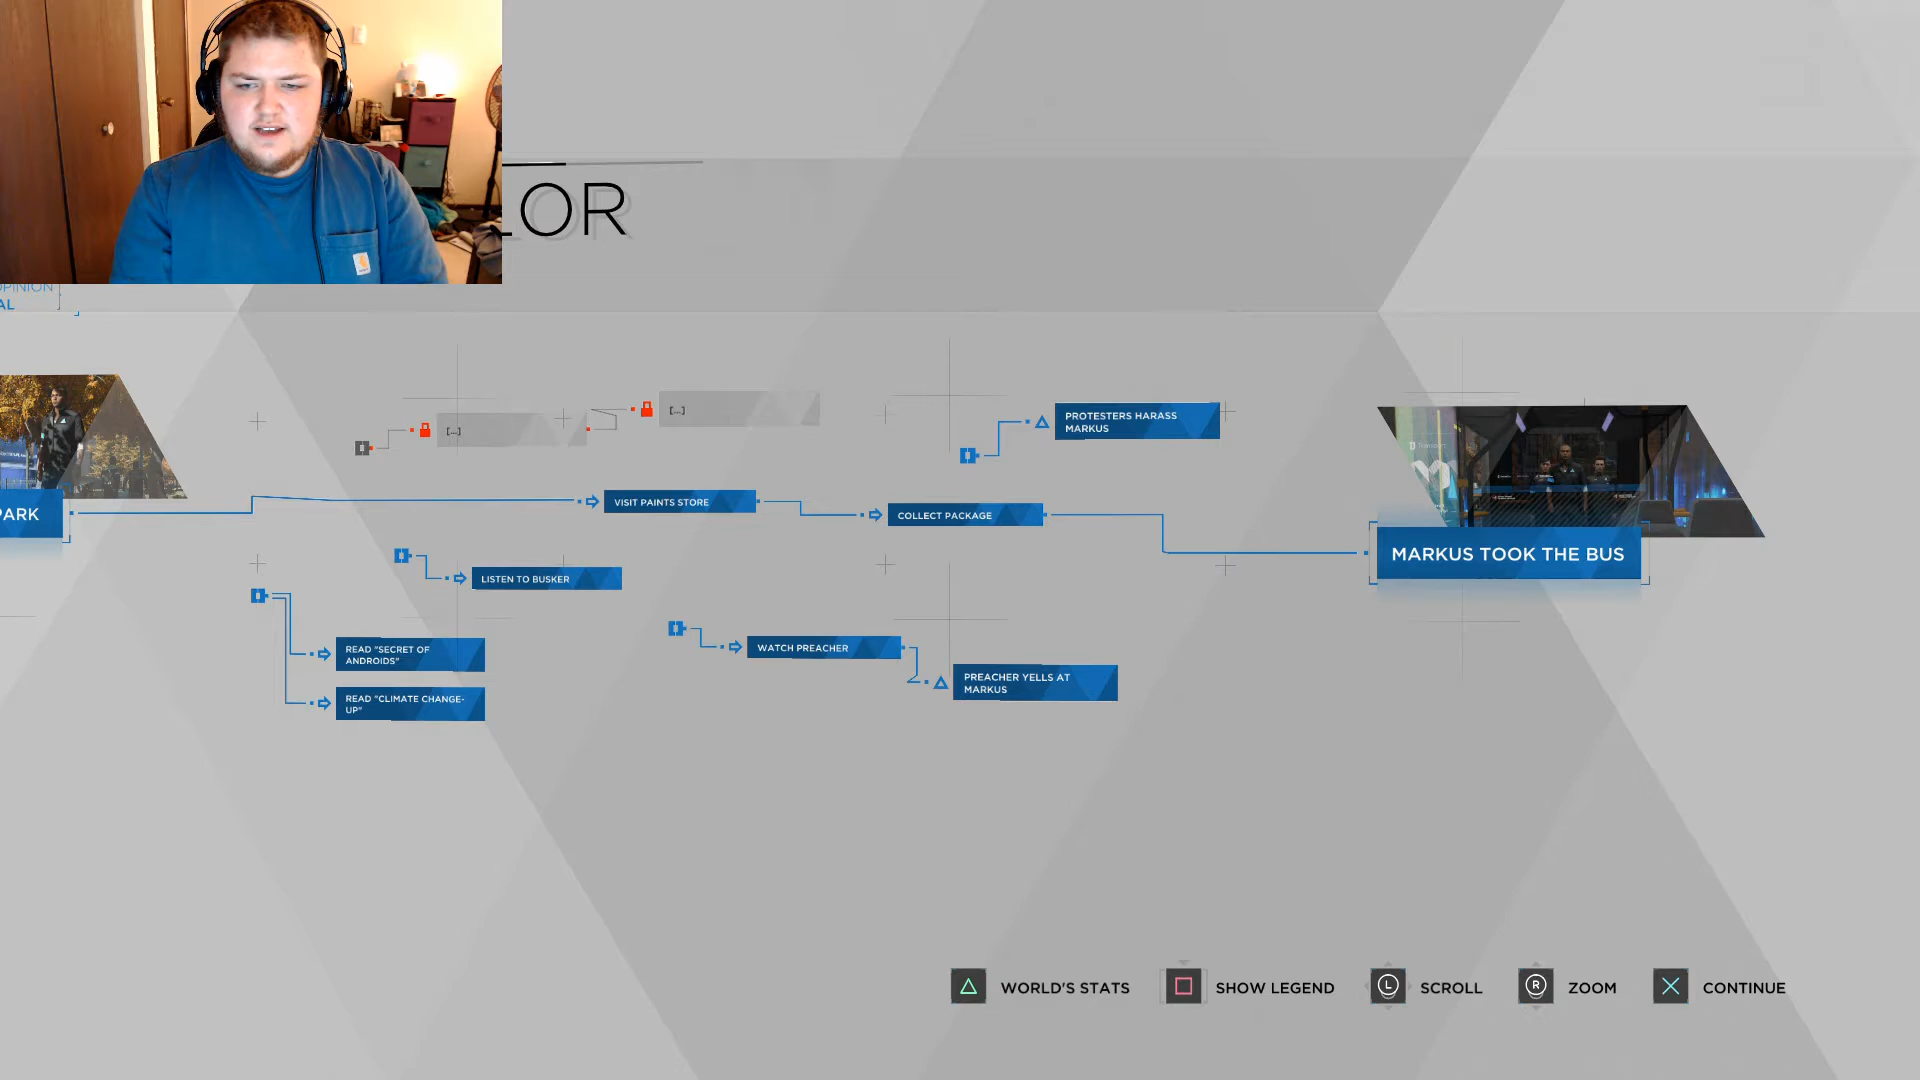 LOR
OPINION
AL
[...]
[...]
PROTESTERS HARASS
MARKUS
PARK
VISIT PAINTS STORE
COLLECT PACKAGE
MARKUS TOOK THE BUS
LISTEN TO BUSKER
READ "SECRET OF
ANDROIDS"
WATCH PREACHER
PREACHER YELLS AT
MARKUS
READ "CLIMATE CHANGE-
UP"
WORLD'S STATS
SHOW LEGEND
L
SCROLL
R
ZOOM
CONTINUE